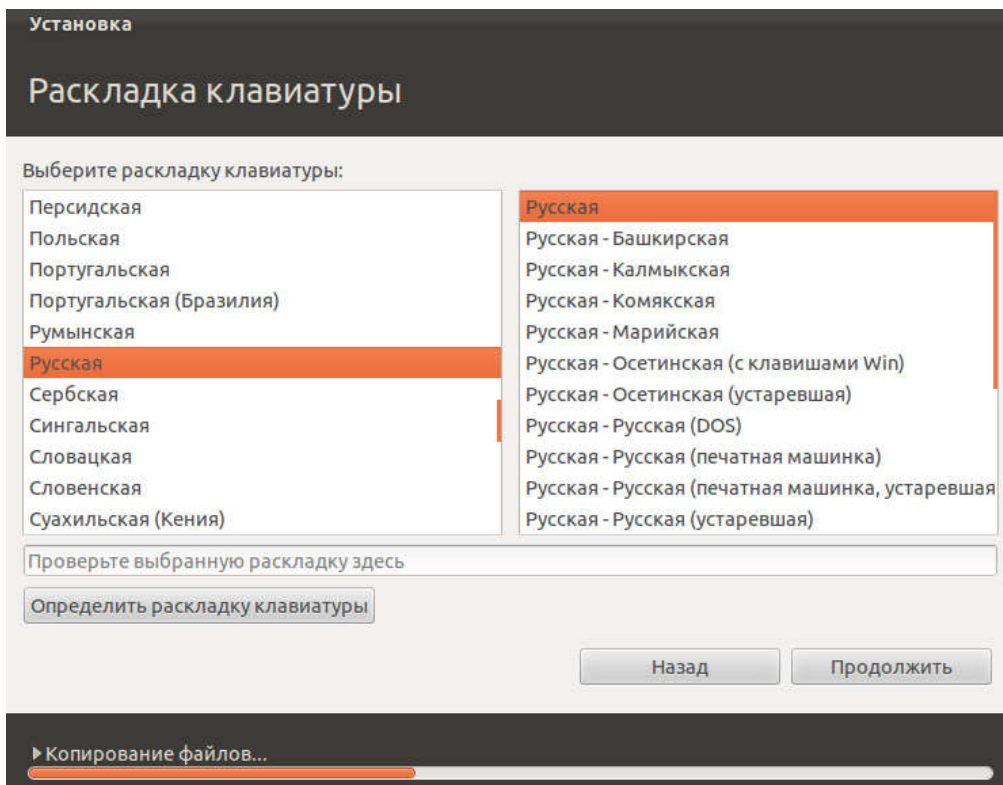 Установка
Раскладка клавиатуры
Выберите раскладку клавиатуры:
Персидская
Польская
Португальская
Португальская (Бразилия)
Румынская
Русская
Сербская
Сингальская
Словацкая
Словенская
Суахильская (Кения)
Русская
Русская - Башкирская
Русская - Калмыкская
Русская - Комякская
Русская - Марийская
Русская - Осетинская (с клавишами Win)
Русская - Осетинская (устаревшая)
Русская - Русская (DOS)
Русская - Русская (печатная машинка)
Русская - Русская (печатная машинка, устаревшая
Русская - Русская (устаревшая)
Проверьте выбранную раскладку здесь
Определить раскладку клавиатуры
Назад
Продолжить
Копирование файлов...